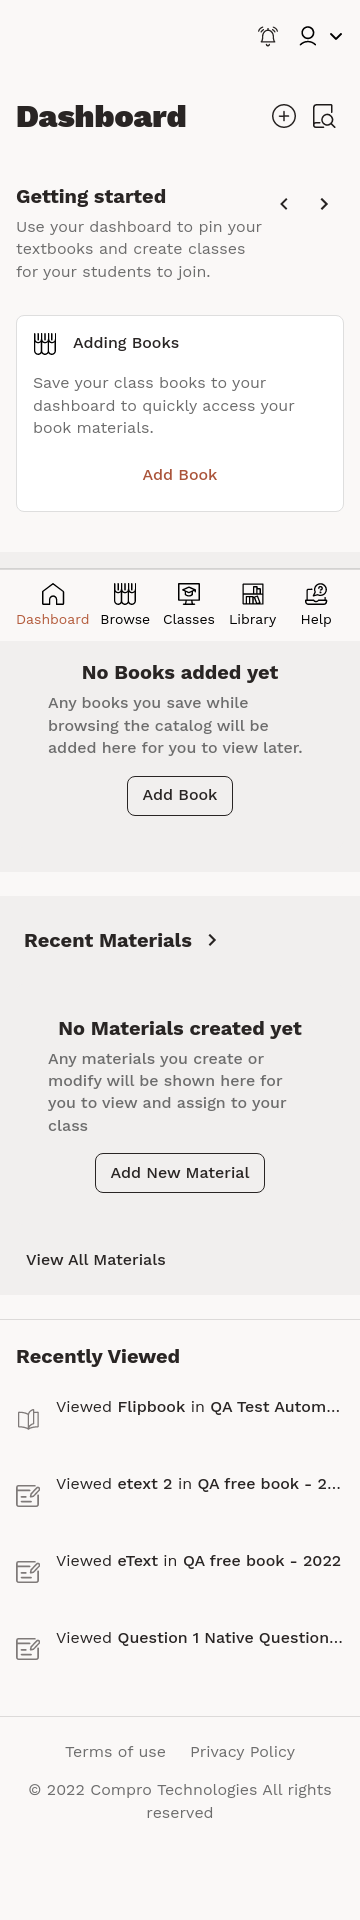 Dashboard
Getting started
Use your dashboard to pin your
textbooks and create classes
for your students to join.
Adding Books
Save your class books to your
dashboard to quickly access your
book materials.
Add Book
Dashboard Browse Classes Library Help
No Books added yet
Any books you save while
browsing the catalog will be
added here for you to view later.
Add Book
Recent Materials
No Materials created yet
Any materials you create or
modify will be shown here for
you to view and assign to your
class
Add New Material
View All Materials
Recently Viewed
Viewed Flipbook in QA Test Autom...
Viewed etext 2 in QA free book - 2...
Viewed eText in QA free book - 2022
Viewed Question 1 Native Question...
Terms of use Privacy Policy
© 2022 Compro Technologies All rights
reserved